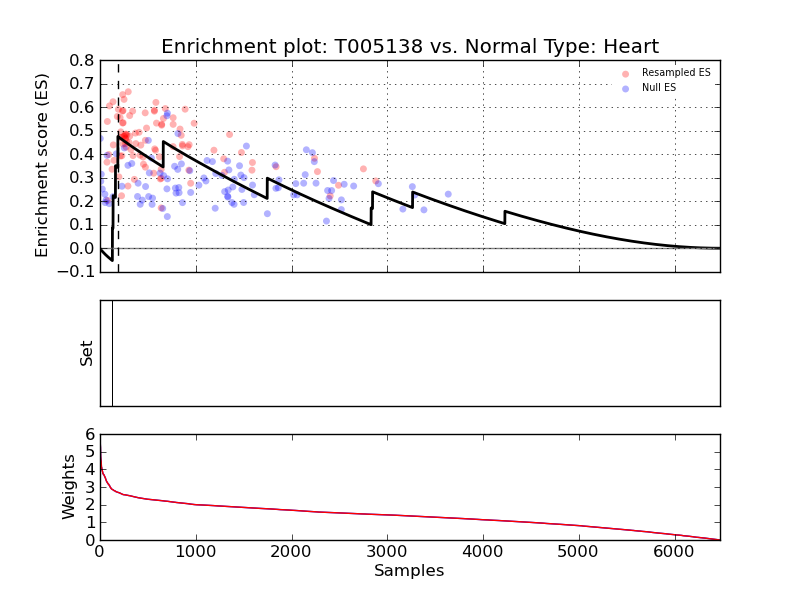 Enrichment plot: T005138 vs. Normal Type: Heart
Enrichment score (ES)
0.8
0.7
0.6
0.5
0.4
0.3
0.2
0.1
0.0
−0.1
Resampled ES
Null ES
Set
Weights
6
5
4
3
2
1
0
0 1000 2000 3000 4000 5000 6000
Samples